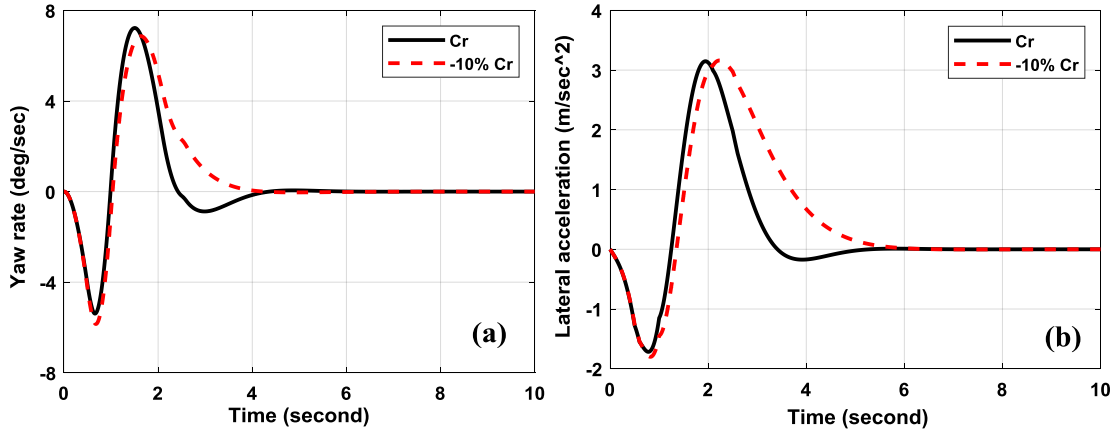 8
4
0
-4
-8
Yaw rate (deg/sec)
Cr
-10% Cr
(a)
0 2 4 6 8 10
Time (second)
4
3
2
1
0
-1
-2
Lateral acceleration (m/sec^2)
Cr
-10% Cr
(b)
0 2 4 6 8 10
Time (second)